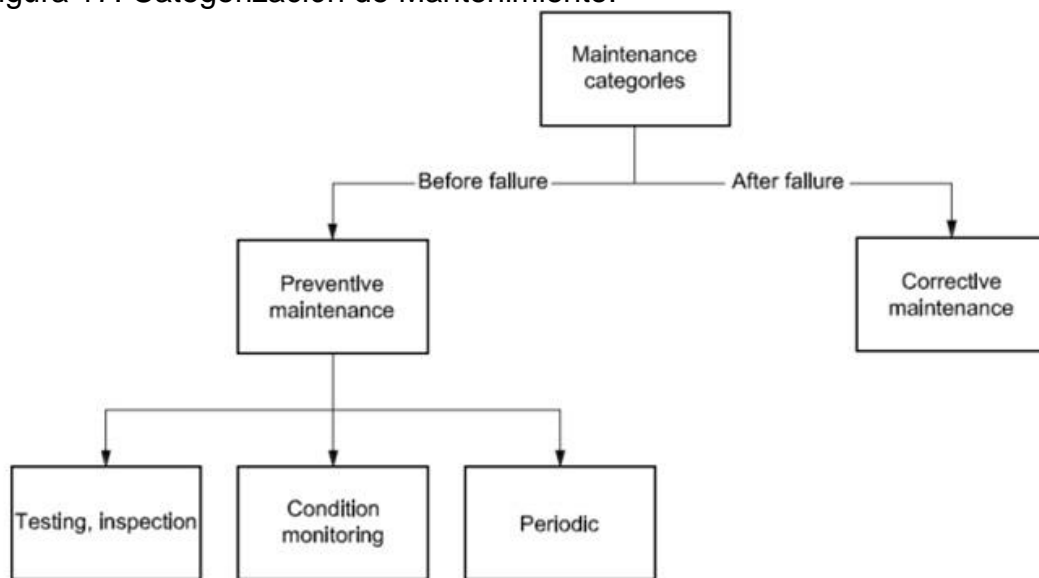 Categorización de Mantenimiento.
Maintenance
categories
Before failure
After failure
Preventive
maintenance
Corrective
maintenance
Testing, inspection
Condition
monitoring
Periodic